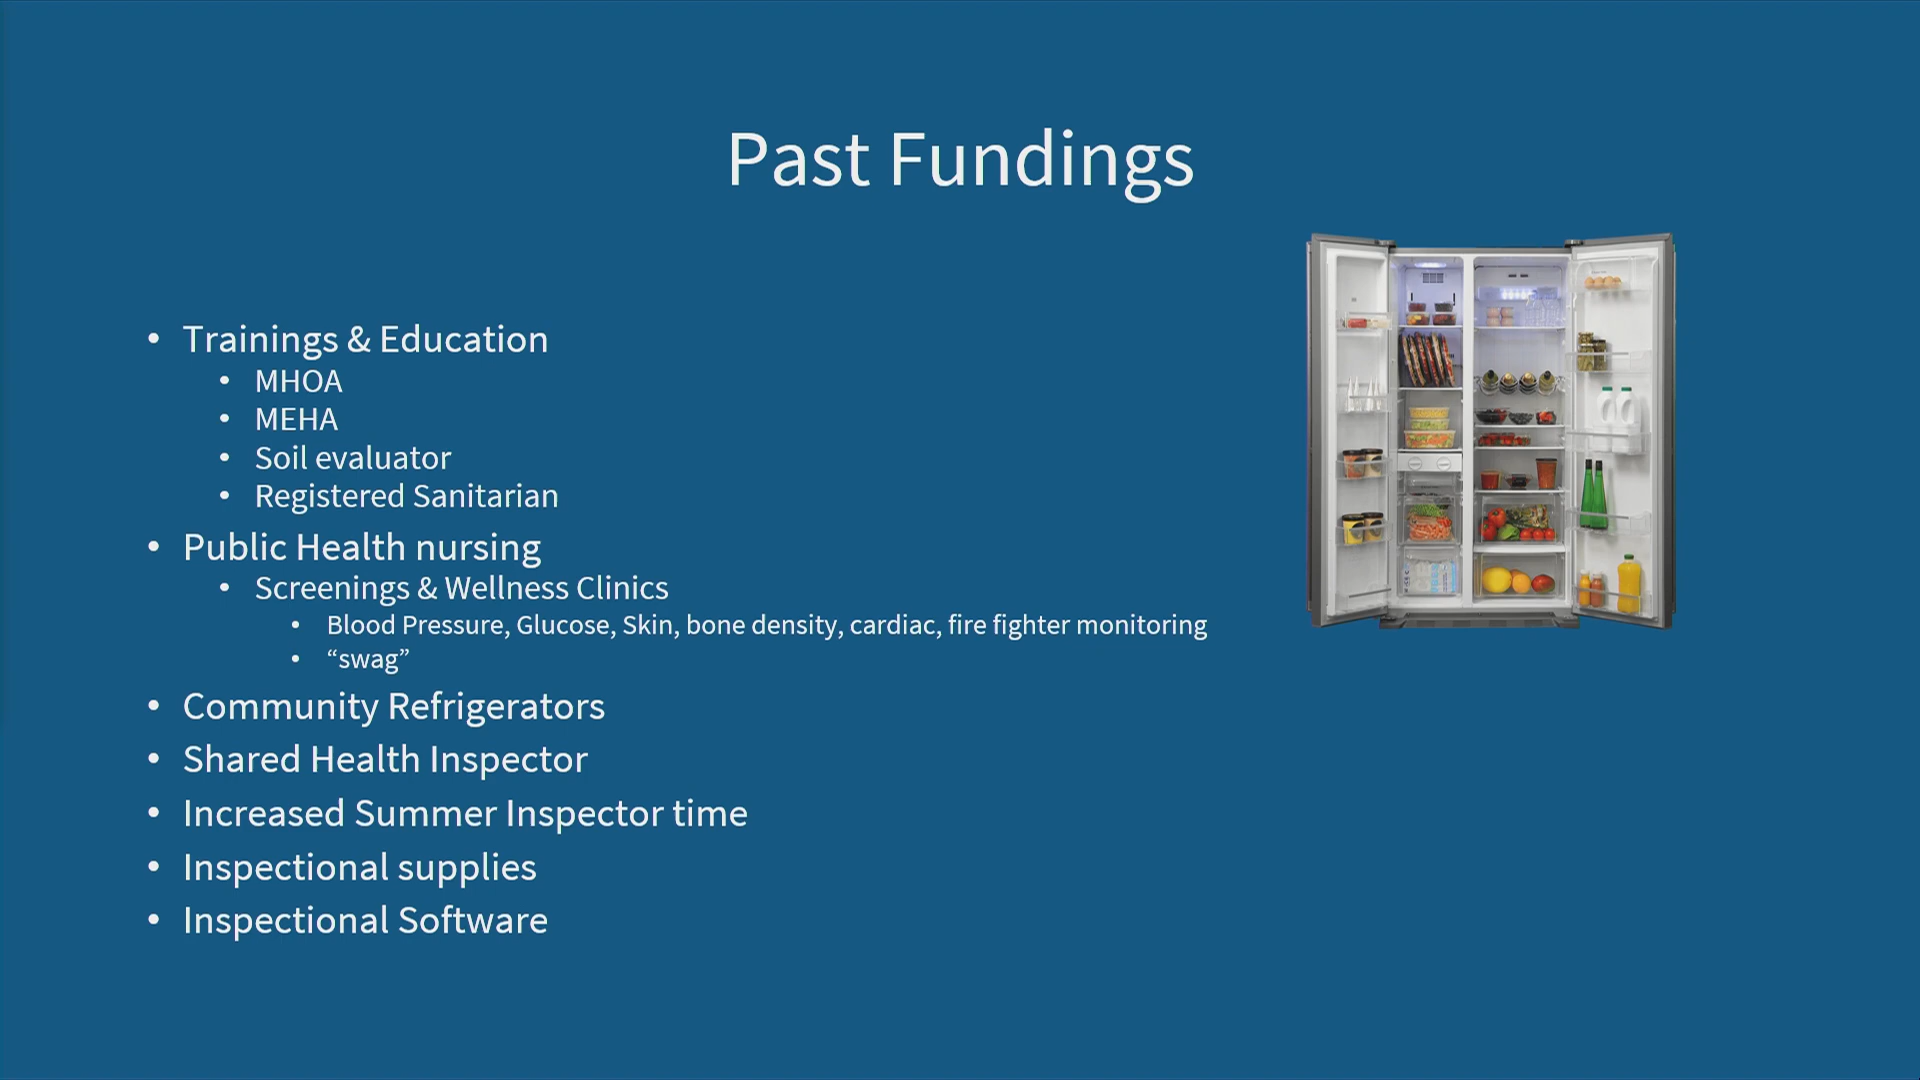 Past Fundings
• Trainings & Education
• MHOA
• MEHA
• Soil evaluator
• Registered Sanitarian
• Public Health nursing
• Screenings & Wellness Clinics
• Blood Pressure, Glucose, Skin, bone density, cardiac, fire fighter monitoring
• “swag”
• Community Refrigerators
• Shared Health Inspector
• Increased Summer Inspector time
• Inspectional supplies
• Inspectional Software